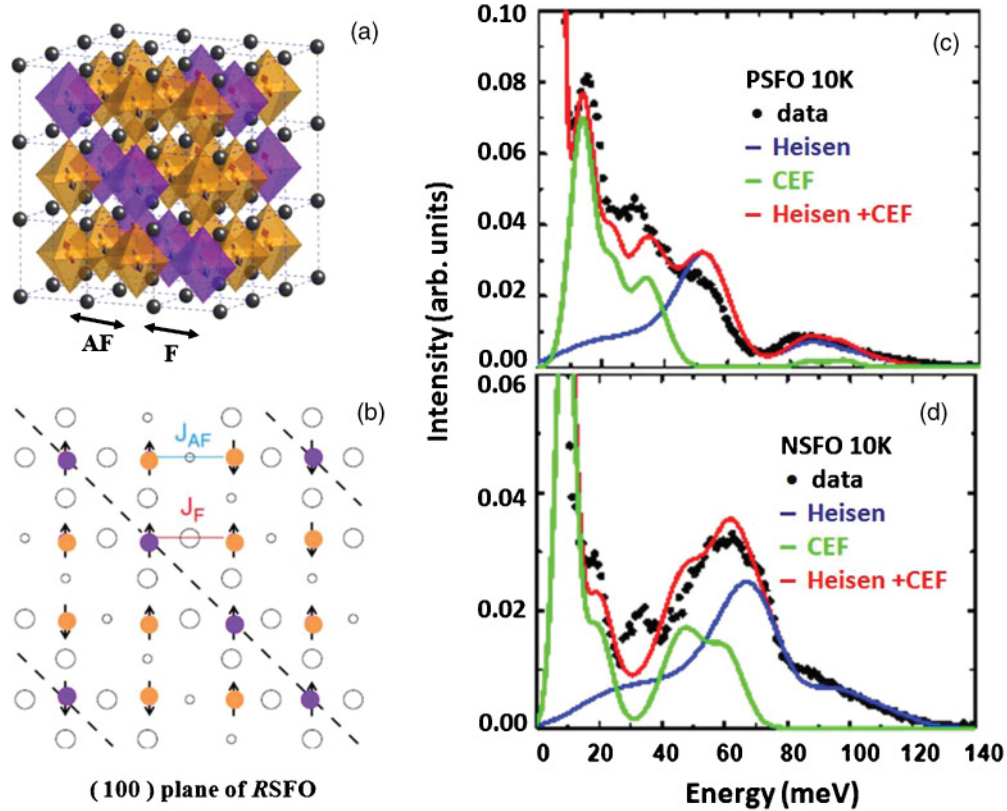 (a)
AF
F
(b)
J_AF
J_F
(100) plane of RSFO
Intensity (arb. units)
0.10
0.08
0.06
0.04
0.02
0.00
(c)
PSFO 10K
data
Heisen
CEF
Heisen +CEF
0.06
0.04
0.02
0.00
(d)
NSFO 10K
data
Heisen
CEF
Heisen +CEF
0 20 40 60 80 100 120 140
Energy (meV)